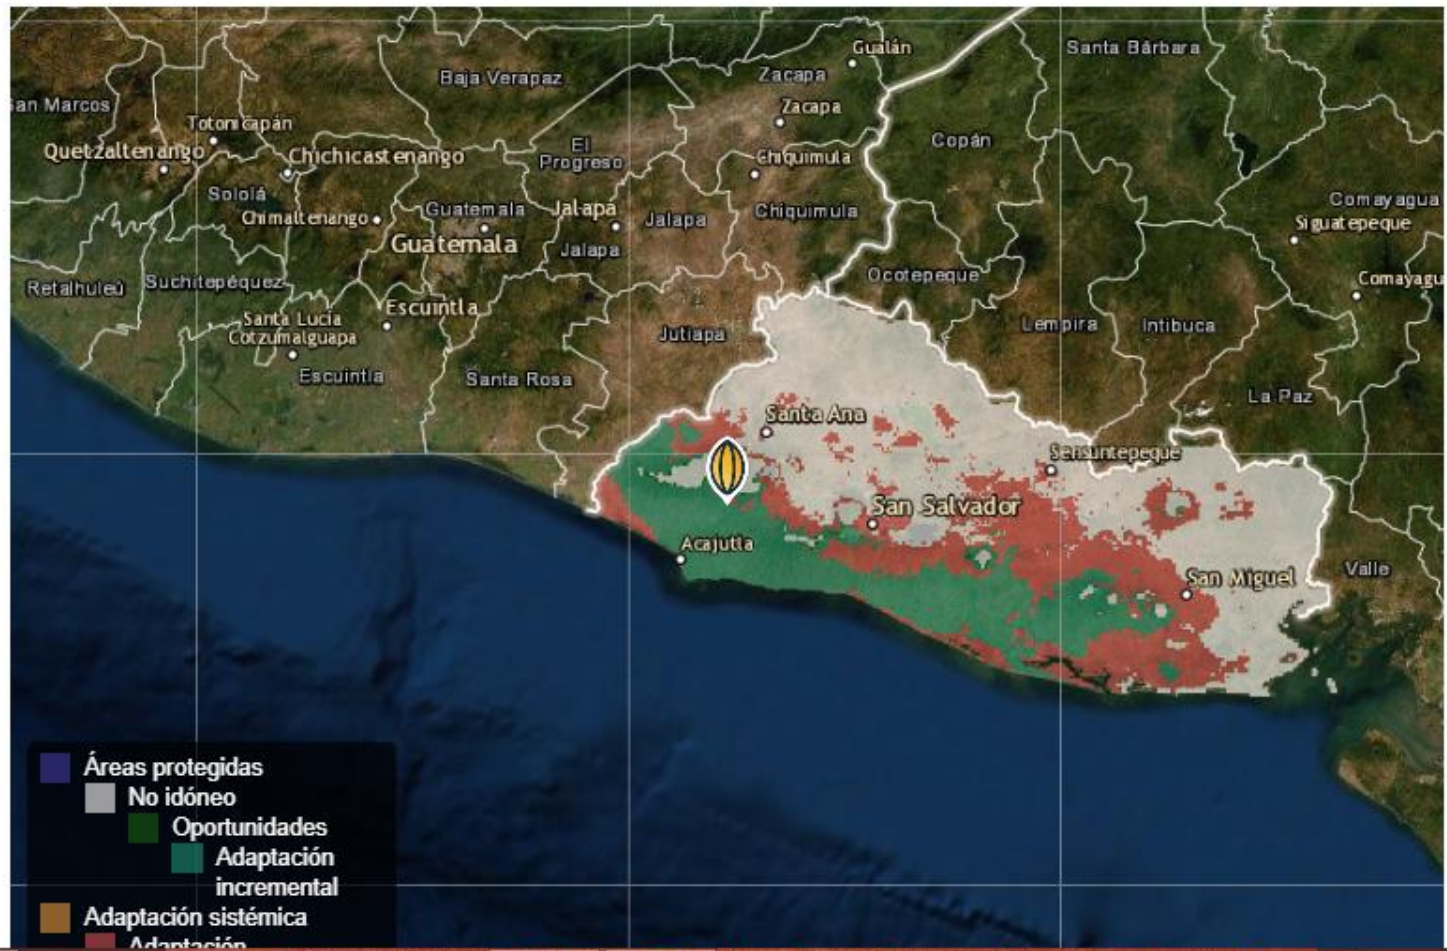 Gualán
Santa Bárbara
Zacapa
Baja Verapaz
San Marcos
Zacapa
Totonicapán
Copán
El
Progreso
Quetzaltenango
Chichicastenango
Chiquimula
Sololá
Comayagua
Guatemala
Jalapa
Jalapa
Chiquimula
Chimaltenango
Siguatepeque
Guatemala
Jalapa
Ocotepeque
Retalhuleú
Suchitepéquez
Comayagu
Escuintla
Santa Lucía
Cotzumalguapa
Jutiapa
Lempira
Intibuca
Escuintla
Santa Rosa
La Paz
Santa Ana
Sensuntepeque
San Salvador
Acajutla
Valle
San Miguel
Áreas protegidas
No idóneo
Oportunidades
Adaptación
incremental
Adaptación sistémica
Adaptación